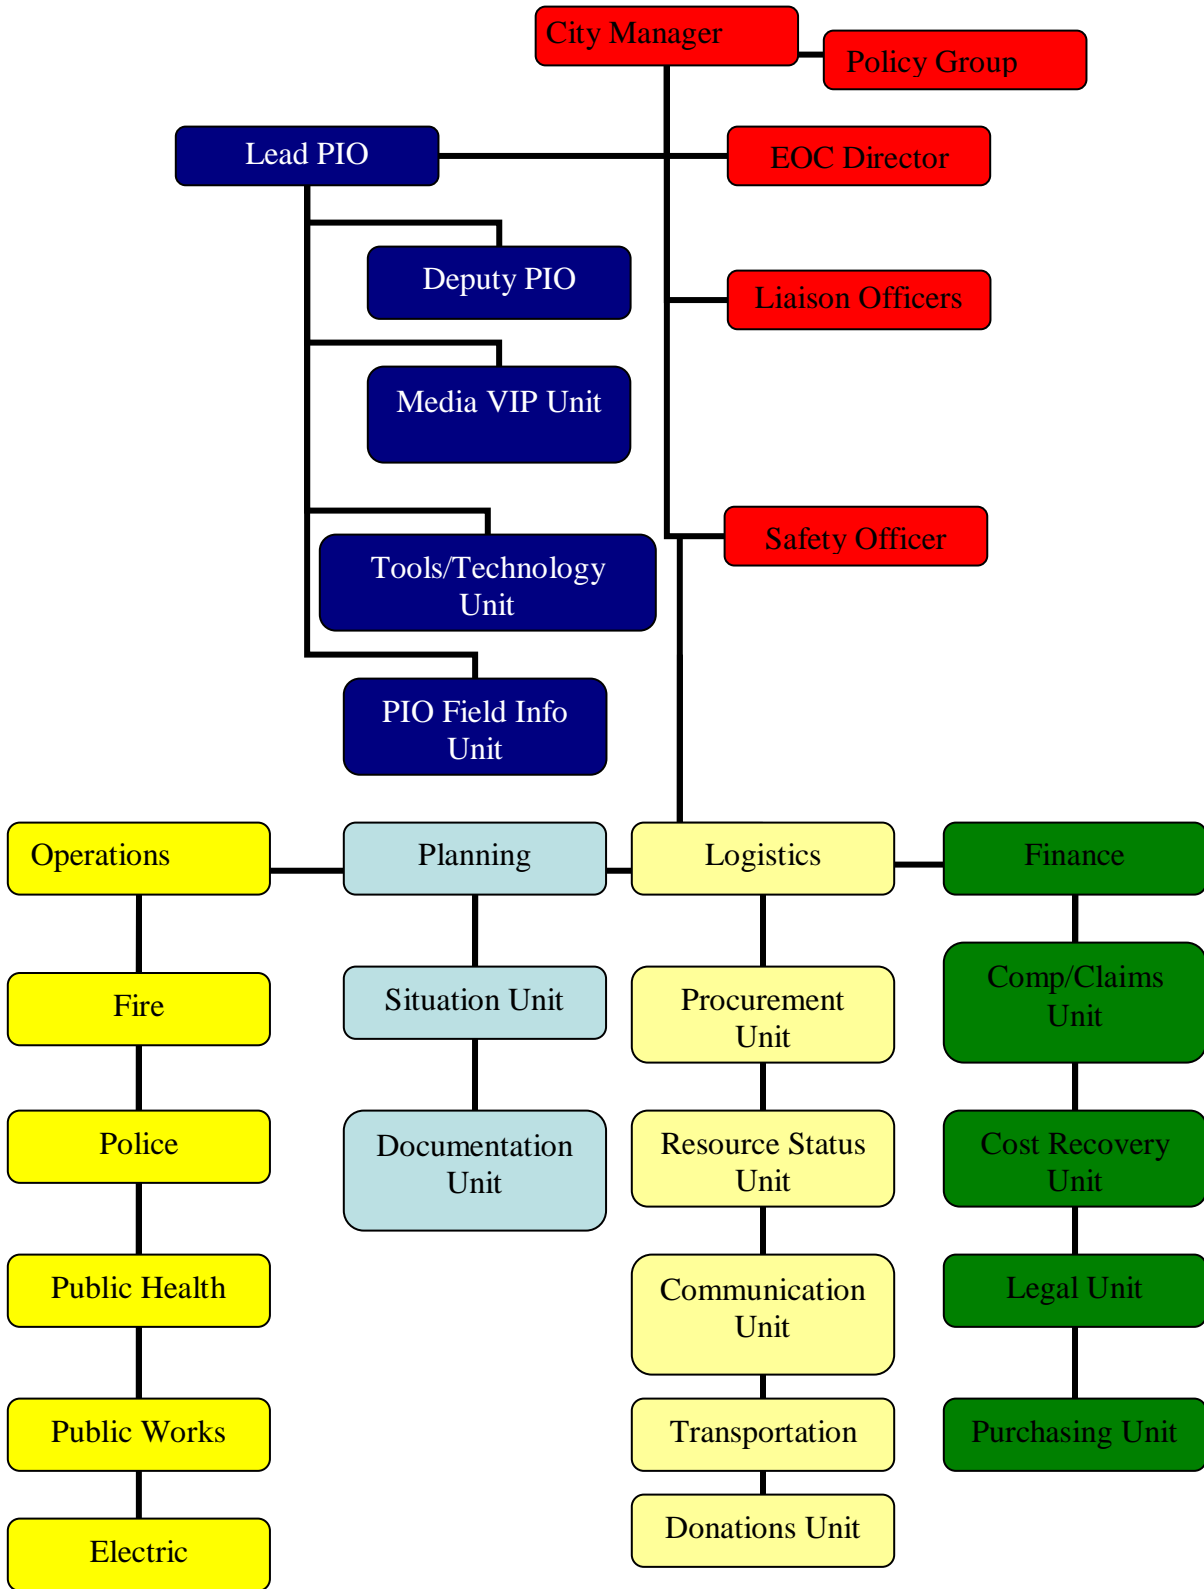 City Manager
Policy Group
Lead PIO
EOC Director
Deputy PIO
Liaison Officers
Media VIP Unit
Safety Officer
Tools/Technology
Unit
PIO Field Info
Unit
Operations
Planning
Logistics
Finance
Fire
Situation Unit
Procurement
Unit
Comp/Claims
Unit
Police
Documentation
Unit
Resource Status
Unit
Cost Recovery
Unit
Public Health
Communication
Unit
Legal Unit
Public Works
Transportation
Purchasing Unit
Electric
Donations Unit